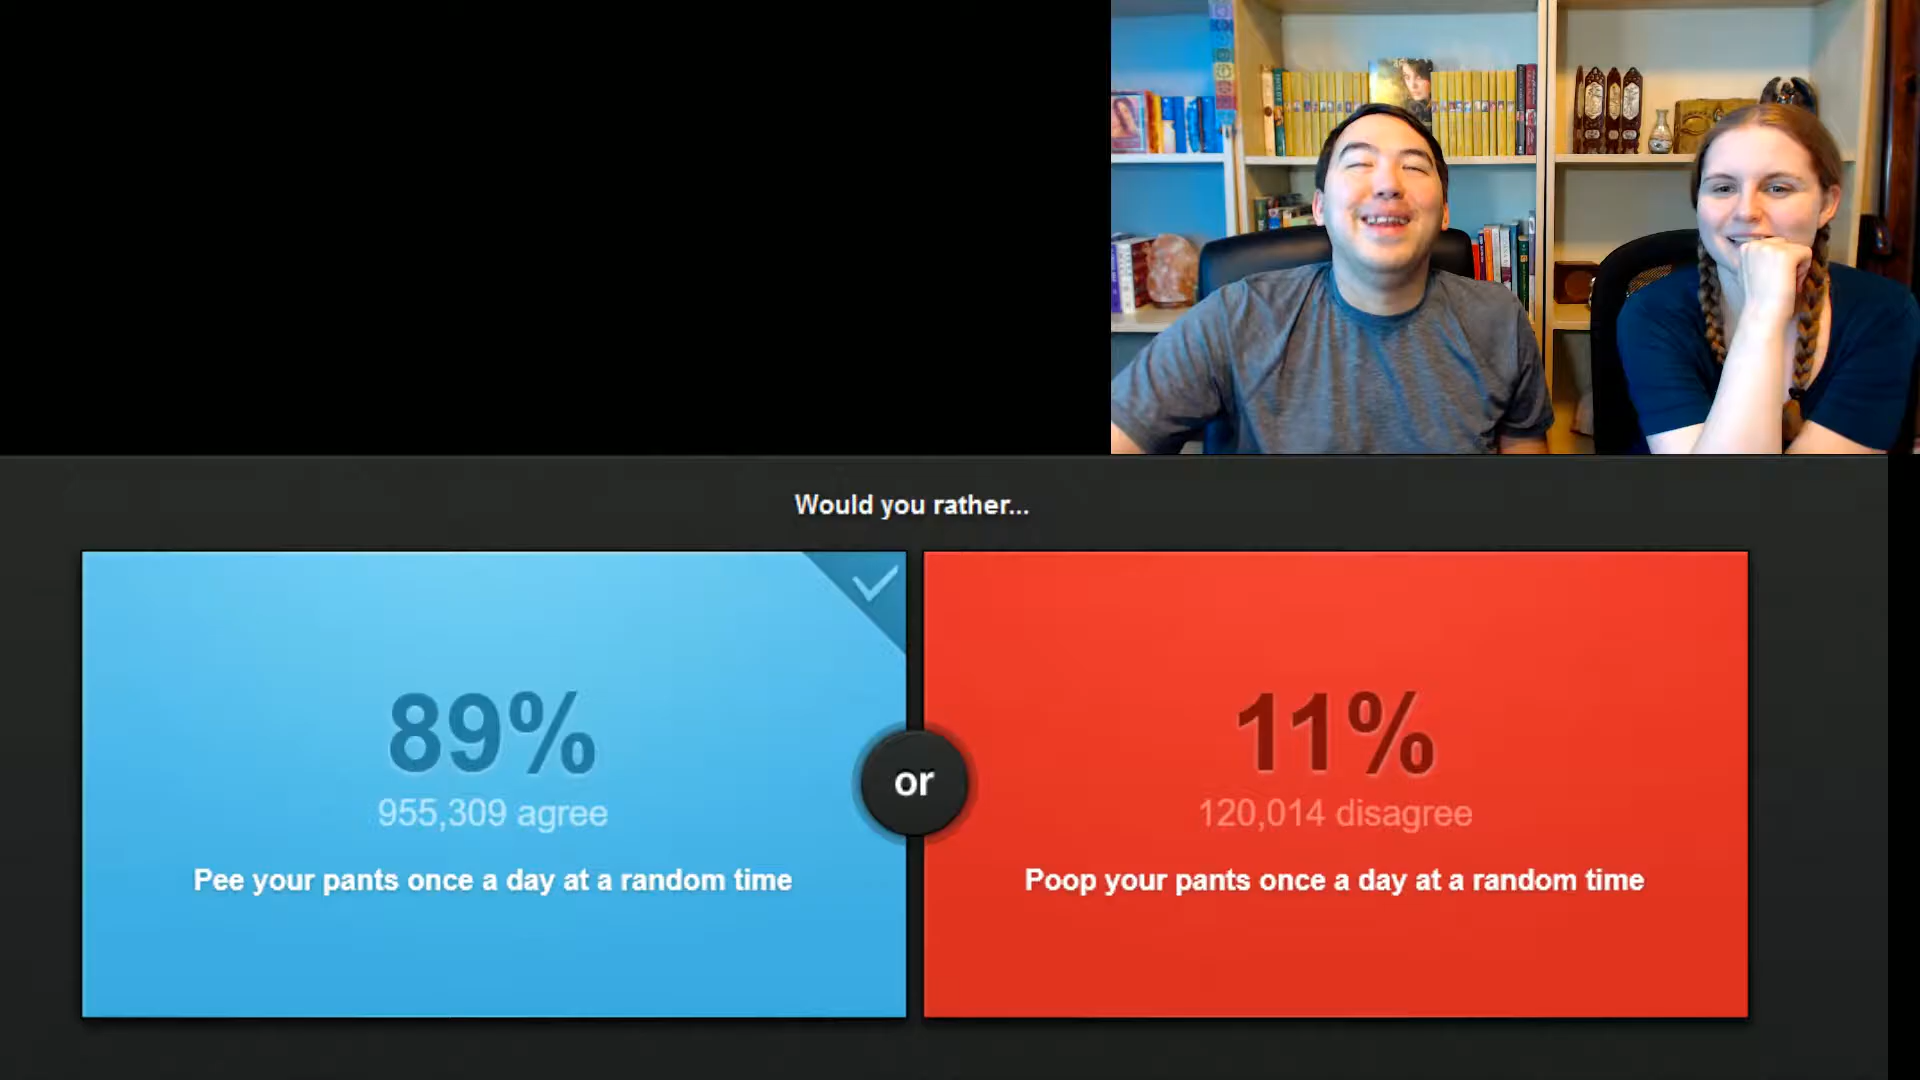 Would you rather...
89%
955,309 agree
Pee your pants once a day at a random time
or
11%
120,014 disagree
Poop your pants once a day at a random time